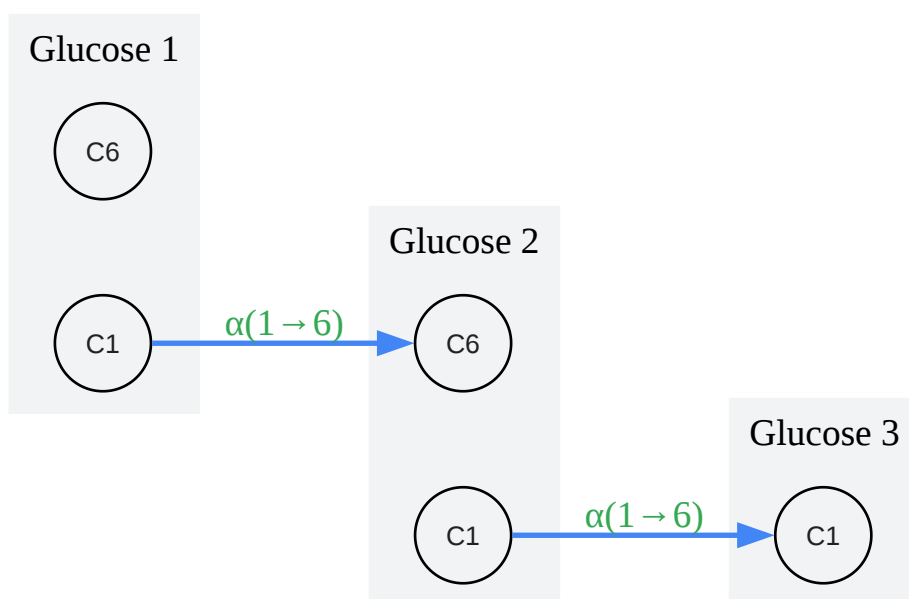 Glucose 1
C6
Glucose 2
α(1→6)
C1
C6
Glucose 3
α(1→6)
C1
C1